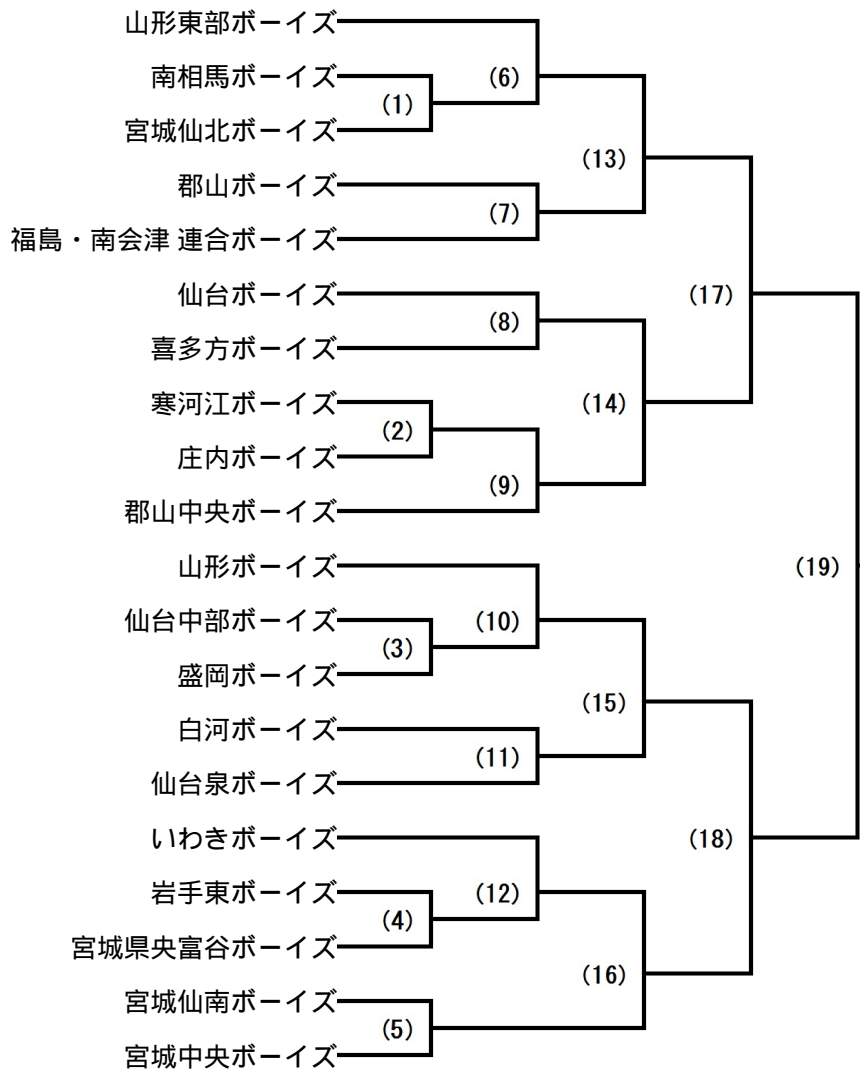 山形東部ボーイズ
南相馬ボーイズ
(1)
(6)
宮城仙北ボーイズ
(13)
郡山ボーイズ
(7)
福島・南会津 連合ボーイズ
仙台ボーイズ
(17)
(8)
喜多方ボーイズ
寒河江ボーイズ
(14)
(2)
庄内ボーイズ
(9)
郡山中央ボーイズ
山形ボーイズ
(19)
仙台中部ボーイズ
(10)
(3)
盛岡ボーイズ
(15)
白河ボーイズ
(11)
仙台泉ボーイズ
いわきボーイズ
(18)
岩手東ボーイズ
(12)
(4)
宮城県央富谷ボーイズ
(16)
宮城仙南ボーイズ
(5)
宮城中央ボーイズ